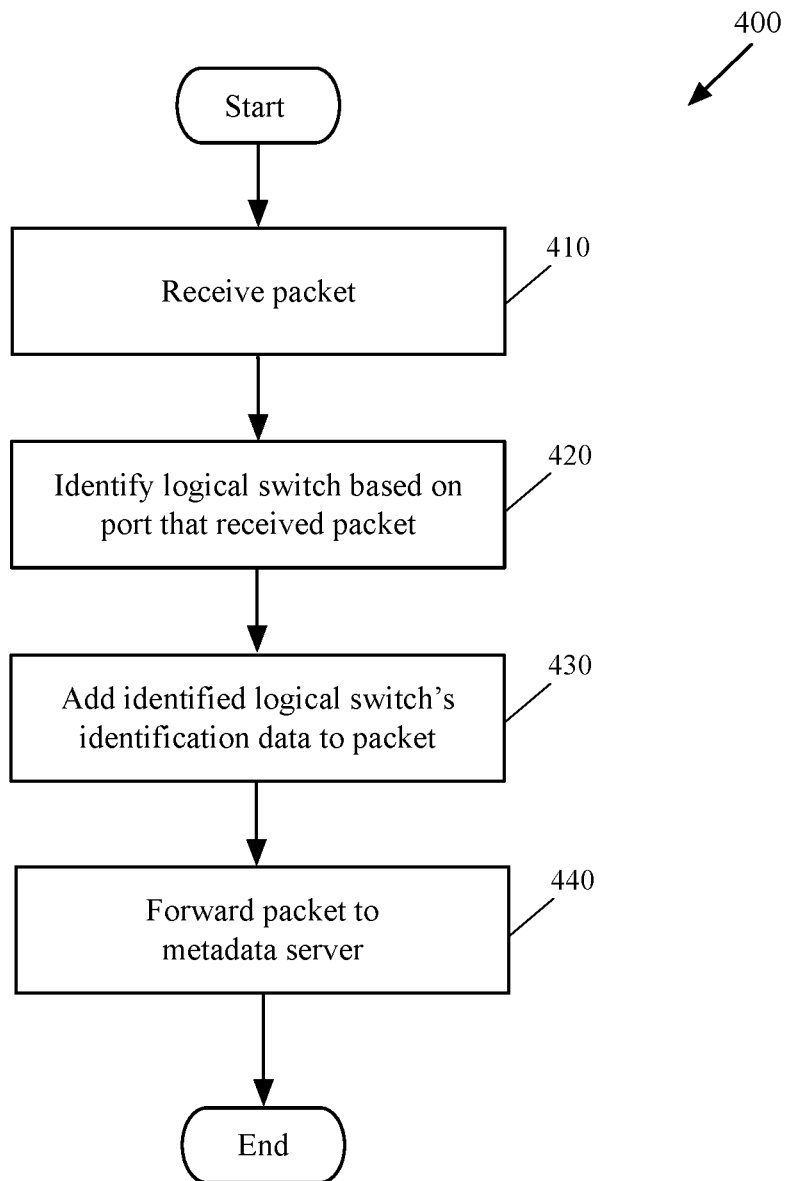 400
Start
410
Receive packet
420
Identify logical switch based on
port that received packet
430
Add identified logical switch’s
identification data to packet
440
Forward packet to
metadada server
End